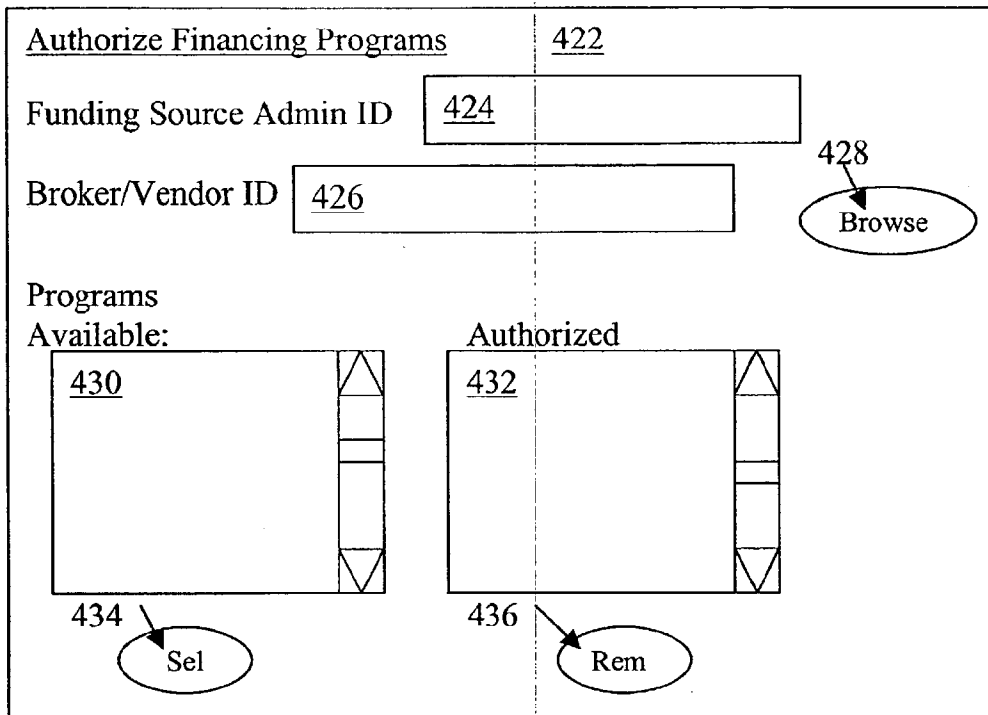 Authorize Financing Programs 422
Funding Source Admin ID 424
428
Broker/Vendor ID 426
Browse
Programs
Available: Authorized
430 432
434 436
Sel Rem